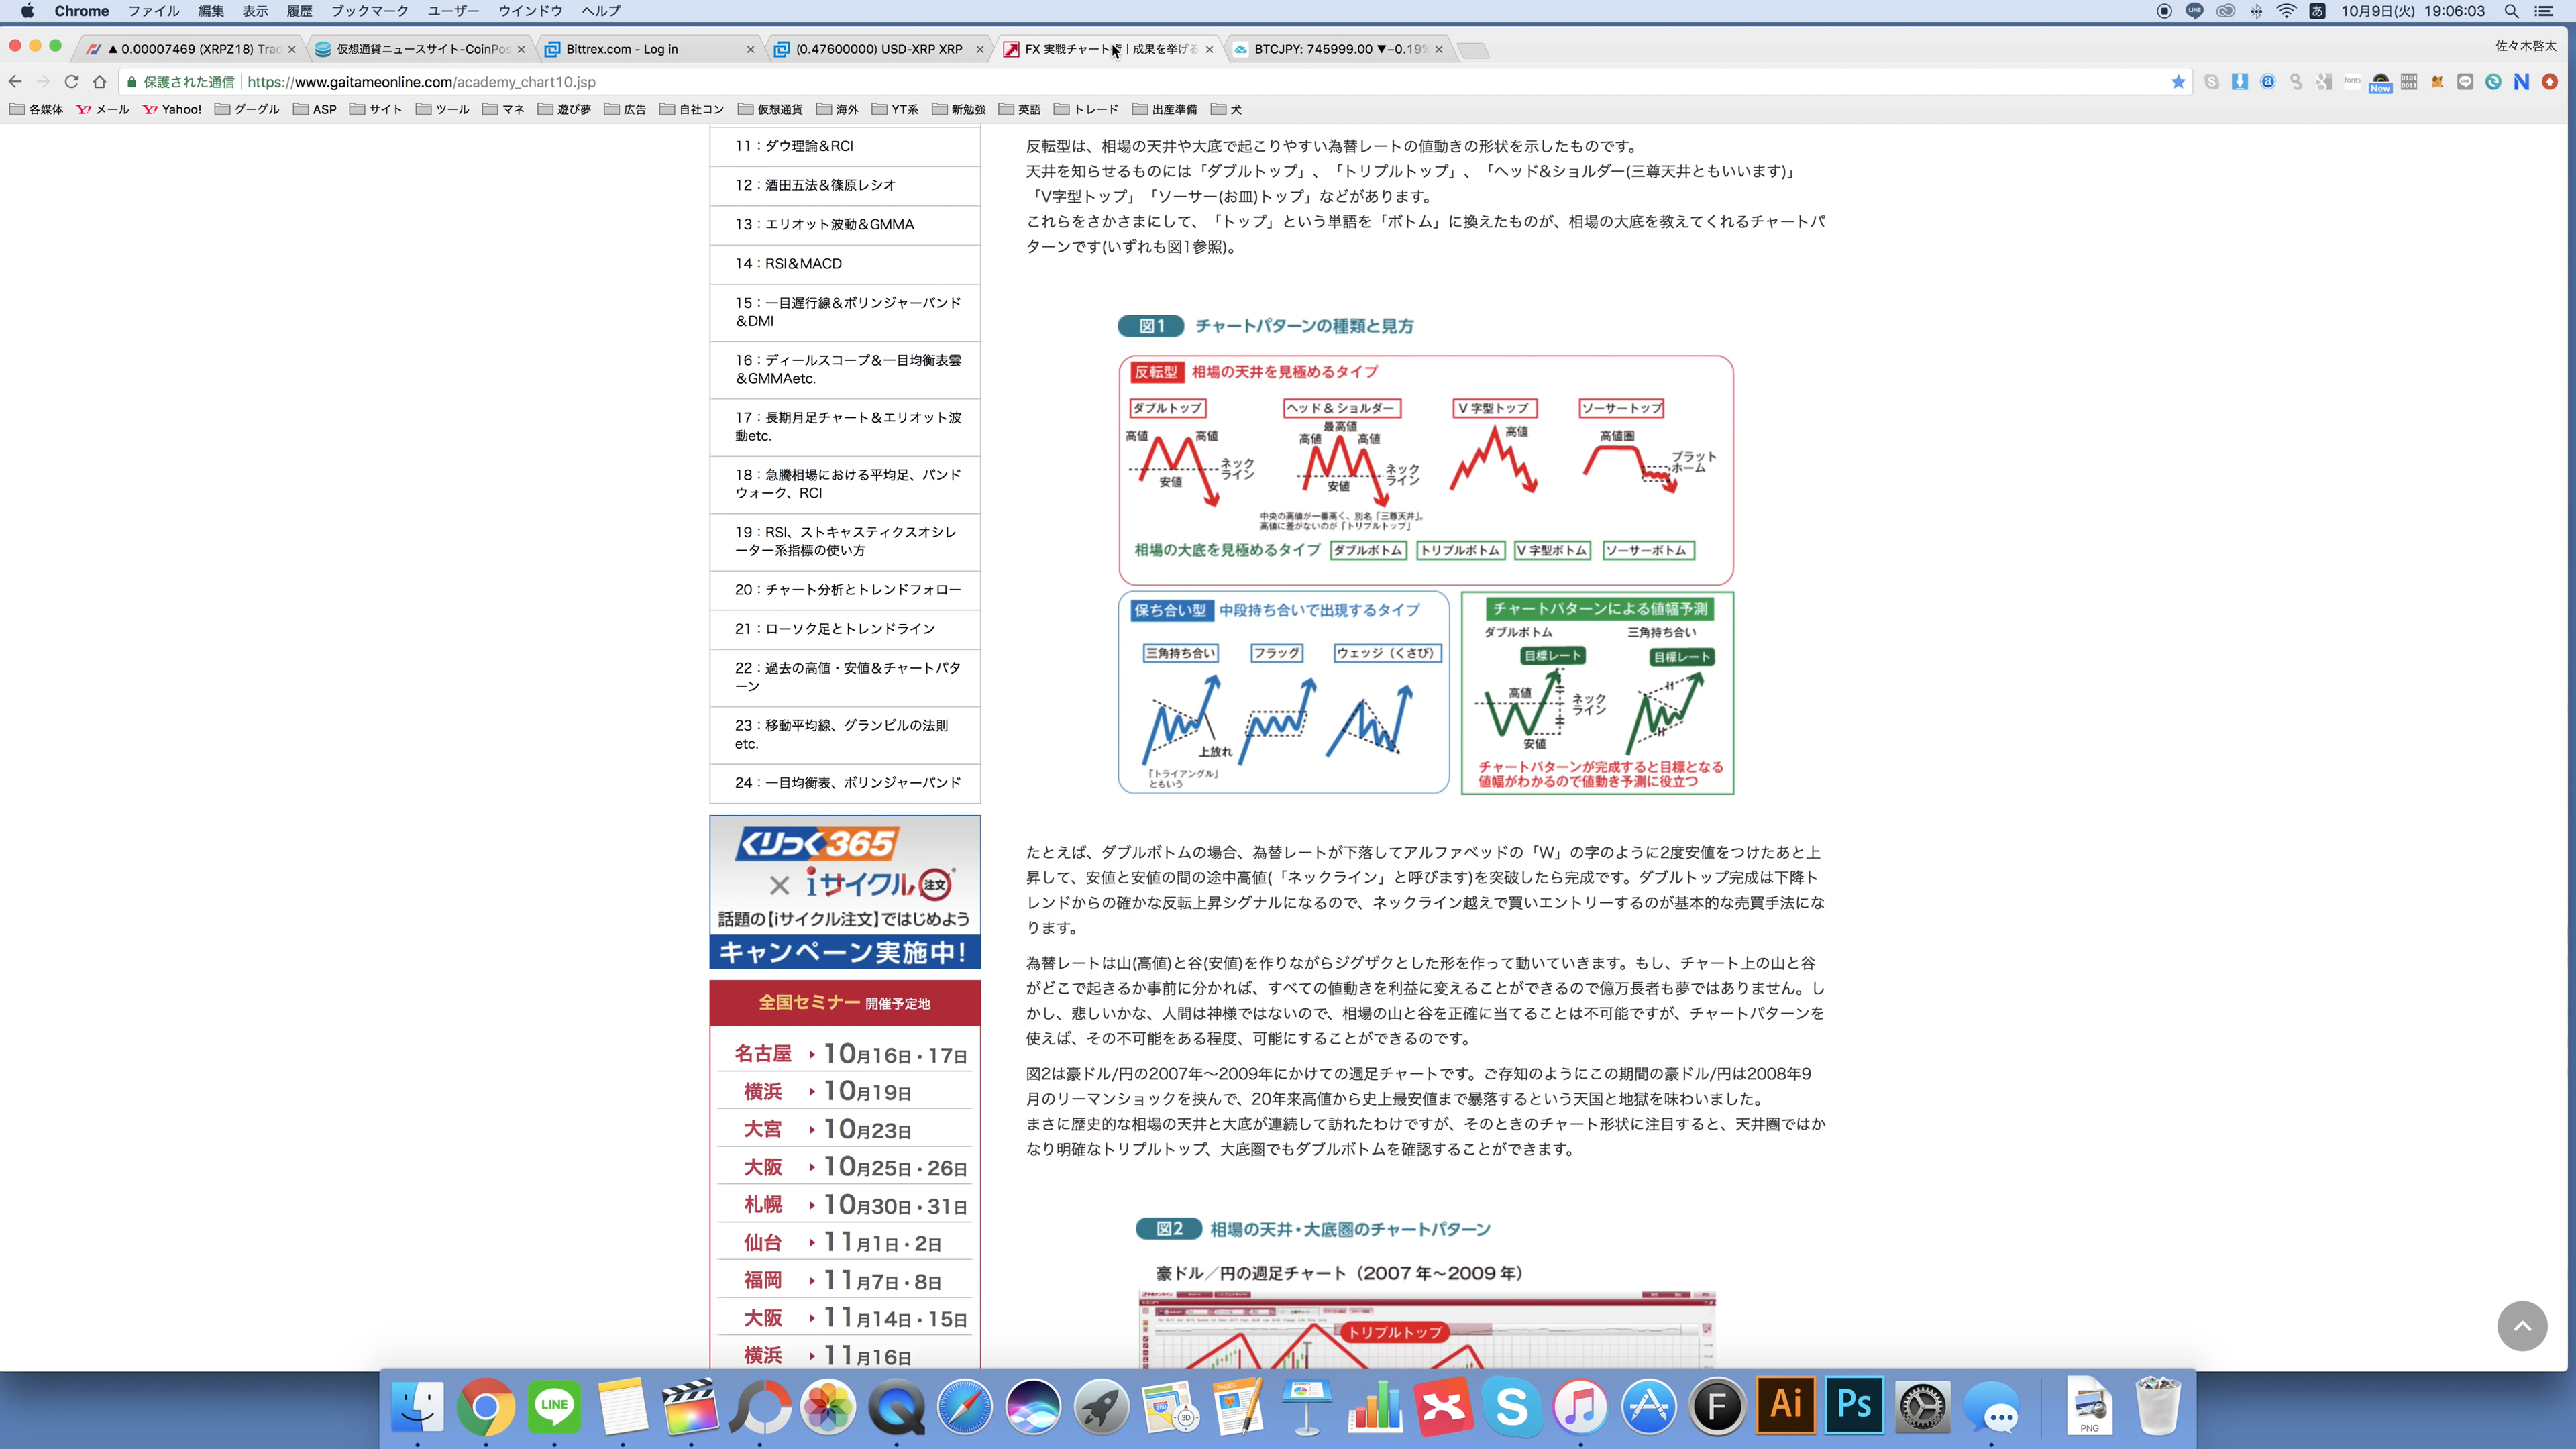 Chrome ファイル 編集 表示 履歴 ブックマーク ユーザー ウインドウ ヘルプ
10月9日(火) 19:06:03
▲ 0.00007469 (XRPZ18) Trad
仮想通貨ニュースサイト-CoinPos
Bittrex.com - Log in
(0.47600000) USD-XRP XRP
FX 実戦チャート術｜成果を挙げる
BTCJPY: 745999.00 ▼−0.19%
佐々木啓太
保護された通信 https://www.gaitameonline.com/academy_chart10.jsp
各媒体 メール Yahoo! グーグル ASP サイト ツール マネ 遊び夢 広告 自社コン 仮想通貨 海外 YT系 新勉強 英語 トレード 出産準備 犬
11：ダウ理論＆RCI
12：酒田五法＆篠原レシオ
13：エリオット波動＆GMMA
14：RSI＆MACD
15：一目遅行線＆ボリンジャーバンド
＆DMI
16：ディールスコープ＆一目均衡表雲
＆GMMAetc.
17：長期月足チャート＆エリオット波
動etc.
18：急騰相場における平均足、バンド
ウォーク、RCI
19：RSI、ストキャスティクスオシレ
ーター系指標の使い方
20：チャート分析とトレンドフォロー
21：ローソク足とトレンドライン
22：過去の高値・安値＆チャートパタ
ーン
23：移動平均線、グランビルの法則
etc.
24：一目均衡表、ボリンジャーバンド
くりっく365
× iサイクル注文
話題の【iサイクル注文】ではじめよう
キャンペーン実施中!
全国セミナー 開催予定地
名古屋 10月16日・17日
横浜 10月19日
大宮 10月23日
大阪 10月25日・26日
札幌 10月30日・31日
仙台 11月1日・2日
福岡 11月7日・8日
大阪 11月14日・15日
横浜 11月16日
反転型は、相場の天井や大底で起こりやすい為替レートの値動きの形状を示したものです。
天井を知らせるものには「ダブルトップ」、「トリプルトップ」、「ヘッド&ショルダー(三尊天井ともいいます)」
「V字型トップ」「ソーサー(お皿)トップ」などがあります。
これらをさかさまにして、「トップ」という単語を「ボトム」に換えたものが、相場の大底を教えてくれるチャートパ
ターンです(いずれも図1参照)。
図1 チャートパターンの種類と見方
反転型 相場の天井を見極めるタイプ
ダブルトップ ヘッド＆ショルダー V字型トップ ソーサートップ
高値 高値 ネックライン 安値
最高値 高値 高値 ネックライン 安値
高値
高値圏 プラットホーム
中央の高値が一番高く、別名「三尊天井」。
高値に差がないのが「トリプルトップ」
相場の大底を見極めるタイプ ダブルボトム トリプルボトム V字型ボトム ソーサーボトム
保ち合い型 中段持ち合いで出現するタイプ
三角持ち合い フラッグ ウェッジ（くさび）
上放れ
「トライアングル」
ともいう
チャートパターンによる値幅予測
ダブルボトム 三角持ち合い
目標レート 目標レート
高値 ネックライン
安値
チャートパターンが完成すると目標となる
値幅がわかるので値動き予測に役立つ
たとえば、ダブルボトムの場合、為替レートが下落してアルファベッドの「W」の字のように2度安値をつけたあと上
昇して、安値と安値の間の途中高値(「ネックライン」と呼びます)を突破したら完成です。ダブルトップ完成は下降ト
レンドからの確かな反転上昇シグナルになるので、ネックライン越えで買いエントリーするのが基本的な売買手法にな
ります。
為替レートは山(高値)と谷(安値)を作りながらジグザクとした形を作って動いていきます。もし、チャート上の山と谷
がどこで起きるか事前に分かれば、すべての値動きを利益に変えることができるので億万長者も夢ではありません。し
かし、悲しいかな、人間は神様ではないので、相場の山と谷を正確に当てることは不可能ですが、チャートパターンを
使えば、その不可能をある程度、可能にすることができるのです。
図2は豪ドル/円の2007年～2009年にかけての週足チャートです。ご存知のようにこの期間の豪ドル/円は2008年9
月のリーマンショックを挟んで、20年来高値から史上最安値まで暴落するという天国と地獄を味わいました。
まさに歴史的な相場の天井と大底が連続して訪れたわけですが、そのときのチャート形状に注目すると、天井圏ではか
なり明確なトリプルトップ、大底圏でもダブルボトムを確認することができます。
図2 相場の天井・大底圏のチャートパターン
豪ドル／円の週足チャート（2007年～2009年）
トリプルトップ
LINE
PAGES
Ai
Ps
PNG